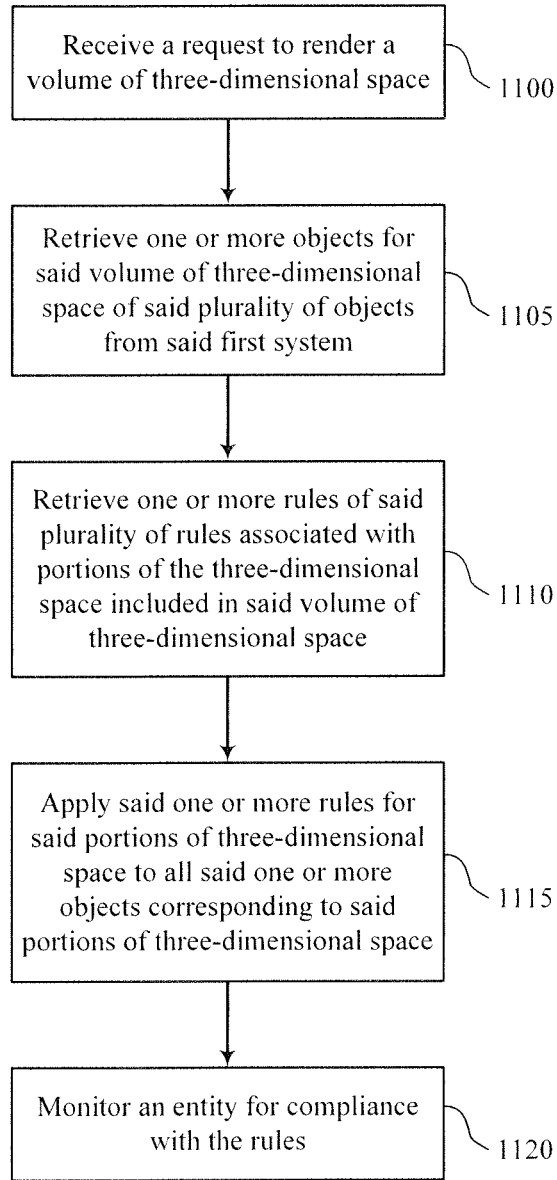 Receive a request to render a
volume of three-dimensional space
1100
Retrieve one or more objects for
said volume of three-dimensional
space of said plurality of objects
from said first system
1105
Retrieve one or more rules of said
plurality of rules associated with
portions of the three-dimensional
space included in said volume of
three-dimensional space
1110
Apply said one or more rules for
said portions of three-dimensional
space to all said one or more
objects corresponding to said
portions of three-dimensional space
1115
Monitor an entity for compliance
with the rules
1120